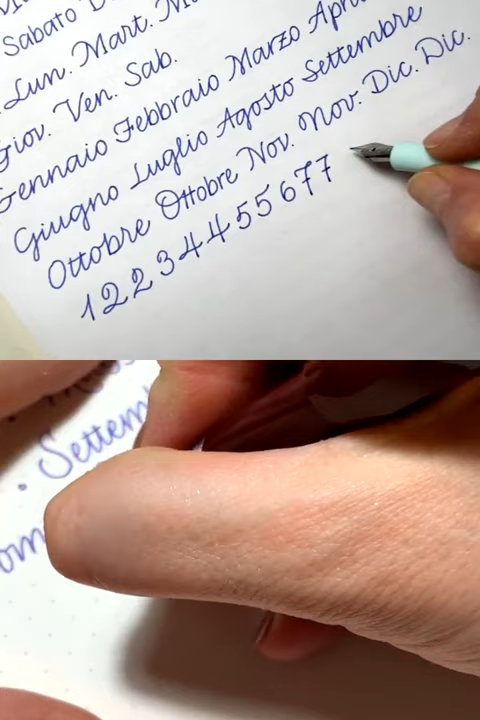 Sabato
Lun. Mart.
Giov. Ven. Sab.
Gennaio Febbraio Marzo
Giugno Luglio Agosto Settembre
Ottobre Ottobre Nov. Nov. Dic. Dic.
1 2 2 3 4 4 5 5 6 7 7
· Settem